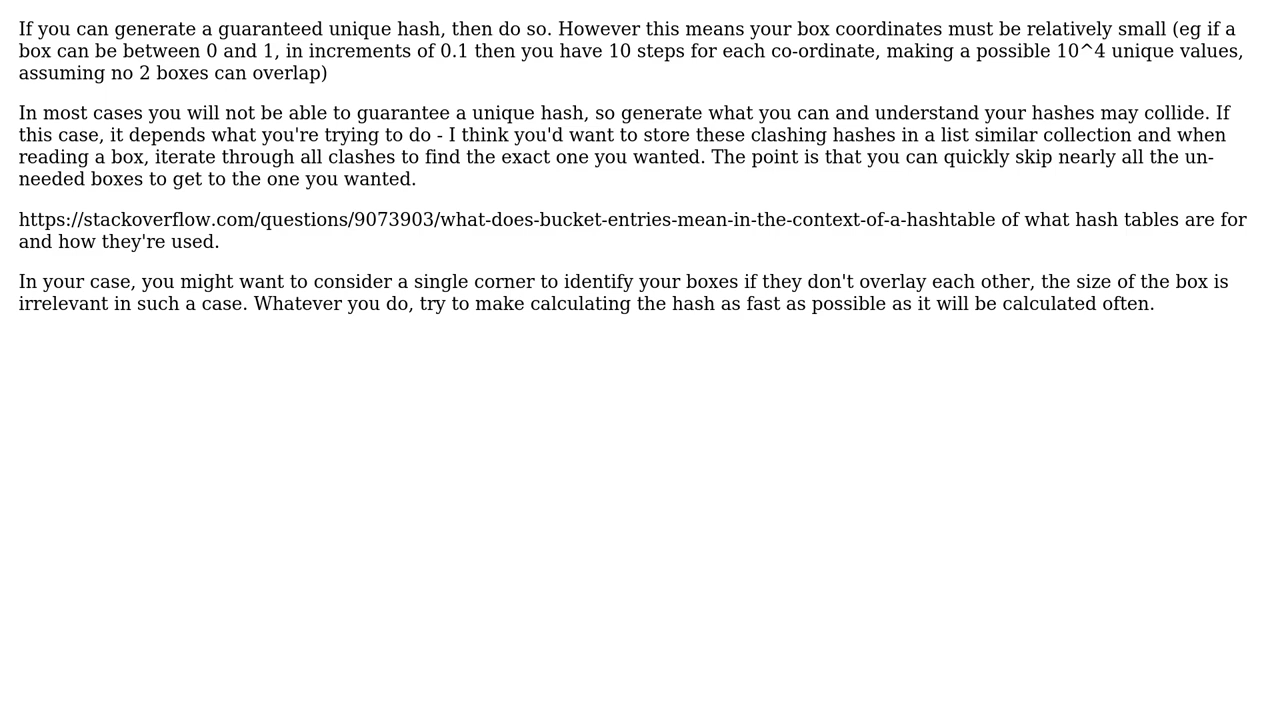 If you can generate a guaranteed unique hash, then do so. However this means your box coordinates must be relatively small (eg if a
box can be between 0 and 1, in increments of 0.1 then you have 10 steps for each co-ordinate, making a possible 10^4 unique values,
assuming no 2 boxes can overlap)
In most cases you will not be able to guarantee a unique hash, so generate what you can and understand your hashes may collide. If
this case, it depends what you're trying to do - I think you'd want to store these clashing hashes in a list similar collection and when
reading a box, iterate through all clashes to find the exact one you wanted. The point is that you can quickly skip nearly all the un-
needed boxes to get to the one you wanted.
https://stackoverflow.com/questions/9073903/what-does-bucket-entries-mean-in-the-context-of-a-hashtable of what hash tables are for
and how they're used.
In your case, you might want to consider a single corner to identify your boxes if they don't overlay each other, the size of the box is
irrelevant in such a case. Whatever you do, try to make calculating the hash as fast as possible as it will be calculated often.